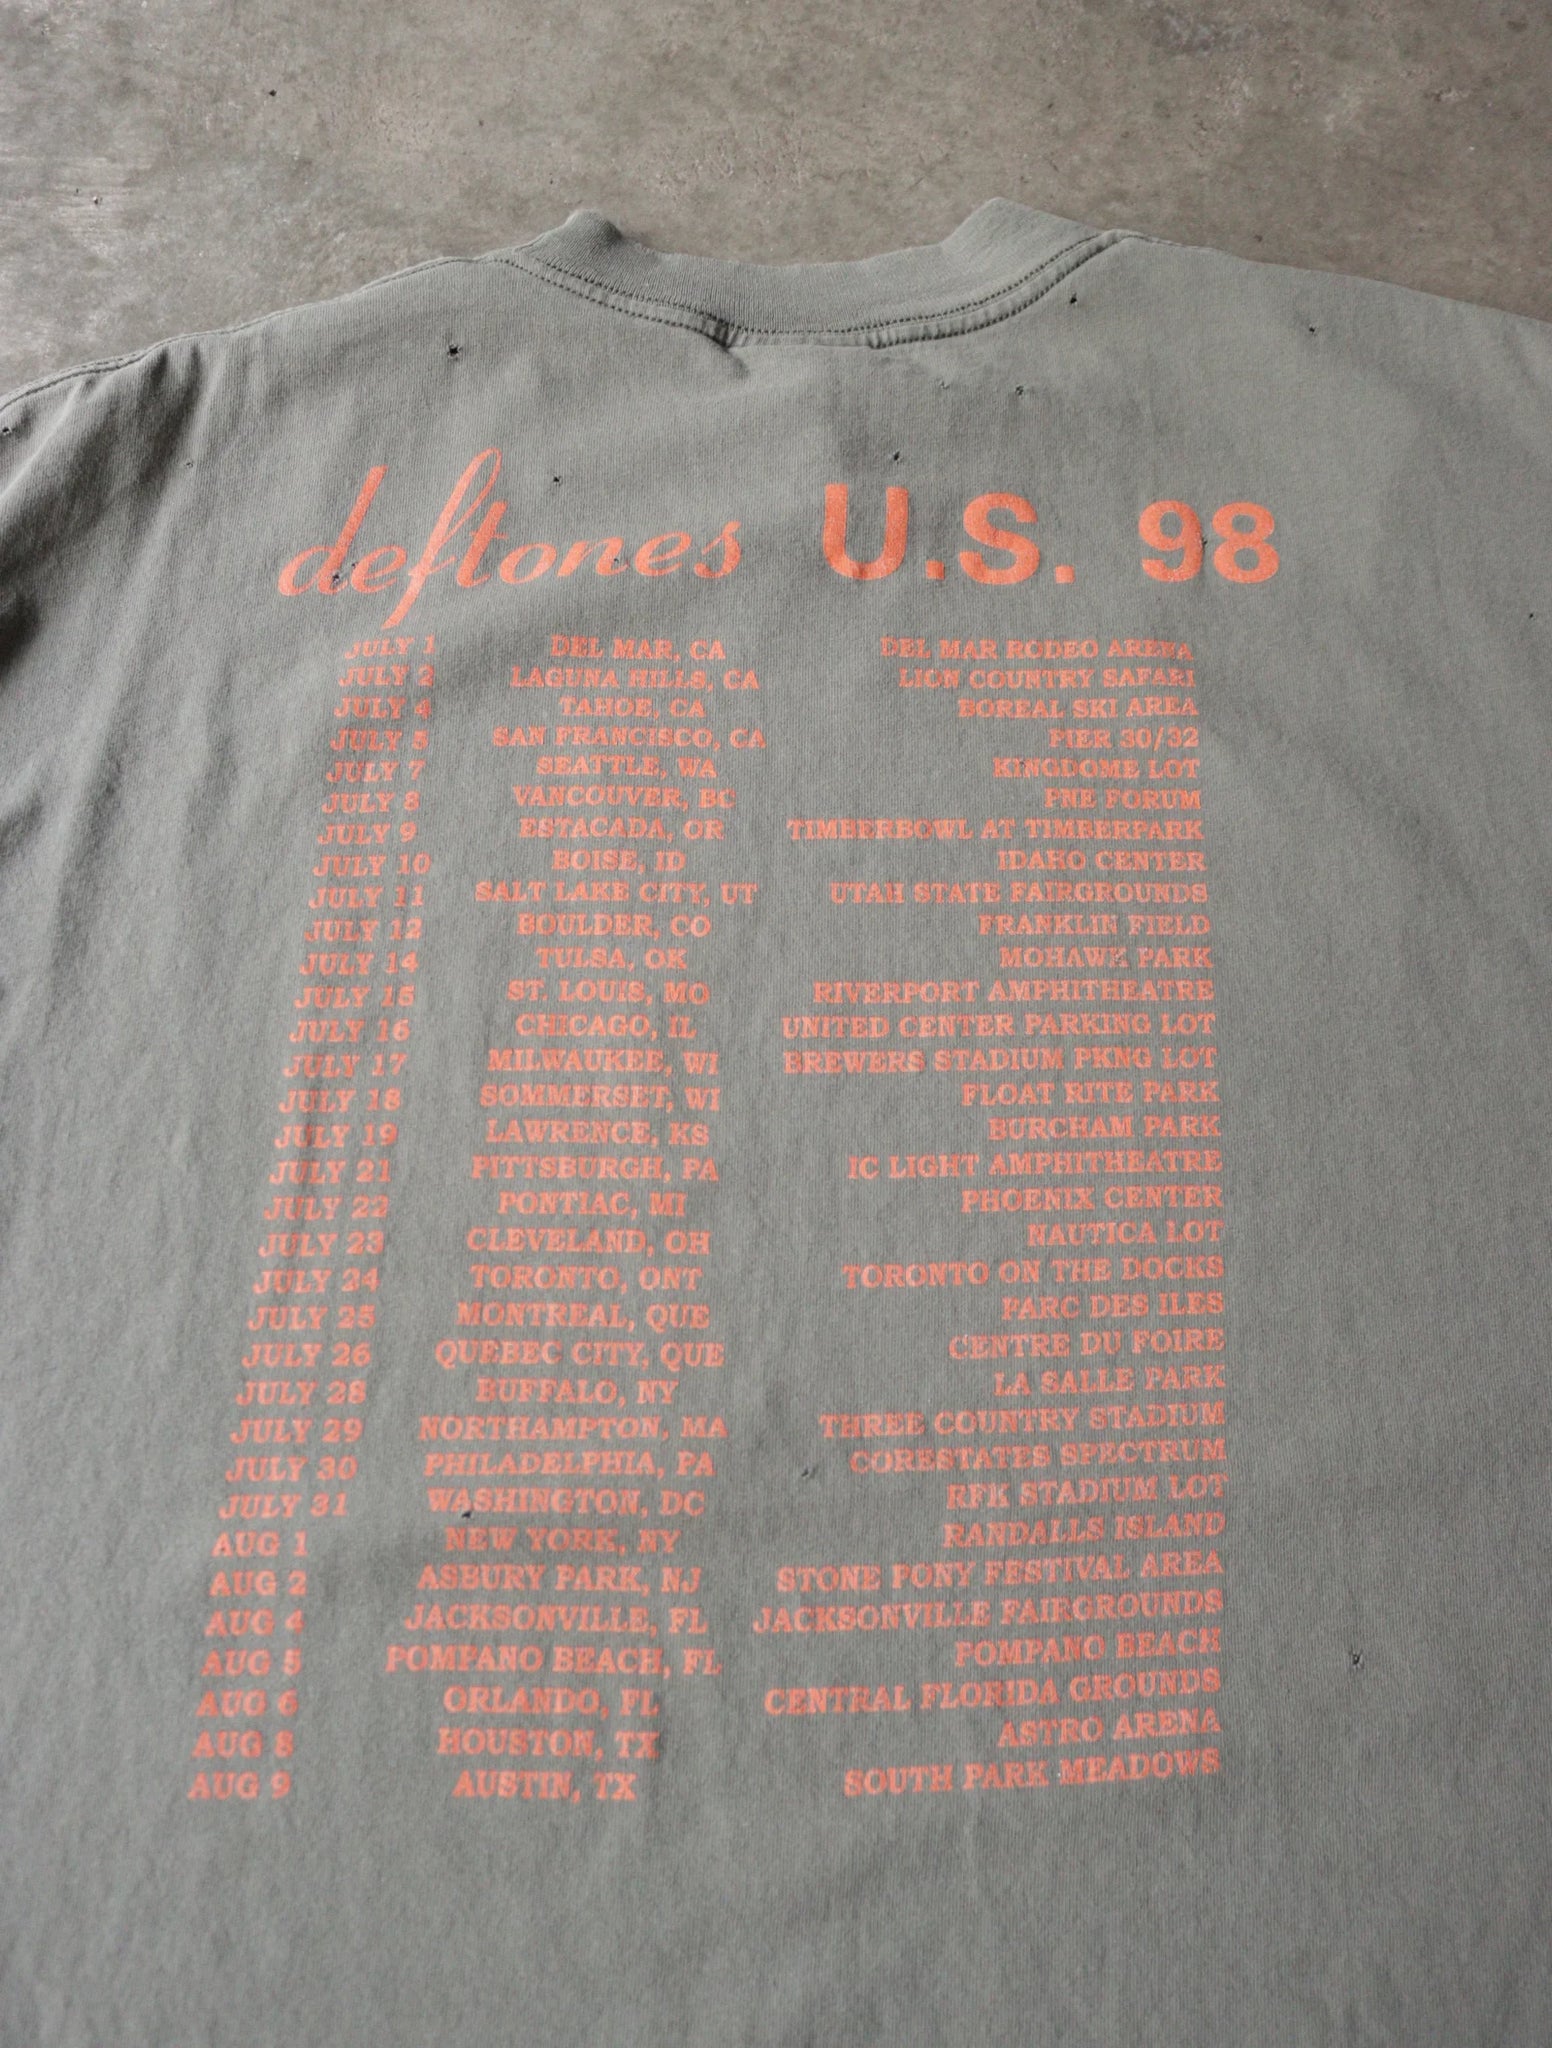 deftones U.S. 98
JULY 1 DEL MAR, CA DEL MAR RODEO ARENA
JULY 2 LAGUNA HILLS, CA LION COUNTRY SAFARI
JULY 4 TAHOE, CA BOREAL SKI AREA
JULY 5 SAN FRANCISCO, CA PIER 30/32
JULY 7 SEATTLE, WA KINGDOME LOT
JULY 8 VANCOUVER, BC PNE FORUM
JULY 9 ESTACADA, OR TIMBERBOWL AT TIMBERPARK
JULY 10 BOISE, ID IDAHO CENTER
JULY 11 SALT LAKE CITY, UT UTAH STATE FAIRGROUNDS
JULY 12 BOULDER, CO FRANKLIN FIELD
JULY 14 TULSA, OK MOHAWK PARK
JULY 15 ST. LOUIS, MO RIVERPORT AMPHITHEATRE
JULY 16 CHICAGO, IL UNITED CENTER PARKING LOT
JULY 17 MILWAUKEE, WI BREWERS STADIUM PKNG LOT
JULY 18 SOMMERSET, WI FLOAT RITE PARK
JULY 19 LAWRENCE, KS BURCHAM PARK
JULY 21 PITTSBURGH, PA IC LIGHT AMPHITHEATRE
JULY 22 PONTIAC, MI PHOENIX CENTER
JULY 23 CLEVELAND, OH NAUTICA LOT
JULY 24 TORONTO, ONT TORONTO ON THE DOCKS
JULY 25 MONTREAL, QUE PARC DES ILES
JULY 26 QUEBEC CITY, QUE CENTRE DU FOIRE
JULY 28 BUFFALO, NY LA SALLE PARK
JULY 29 NORTHAMPTON, MA THREE COUNTRY STADIUM
JULY 30 PHILADELPHIA, PA CORESTATES SPECTRUM
JULY 31 WASHINGTON, DC RFK STADIUM LOT
AUG 1 NEW YORK, NY RANDALLS ISLAND
AUG 2 ASBURY PARK, NJ STONE PONY FESTIVAL AREA
AUG 4 JACKSONVILLE, FL JACKSONVILLE FAIRGROUNDS
AUG 5 POMPANO BEACH, FL POMPANO BEACH
AUG 6 ORLANDO, FL CENTRAL FLORIDA GROUNDS
AUG 8 HOUSTON, TX ASTRO ARENA
AUG 9 AUSTIN, TX SOUTH PARK MEADOWS